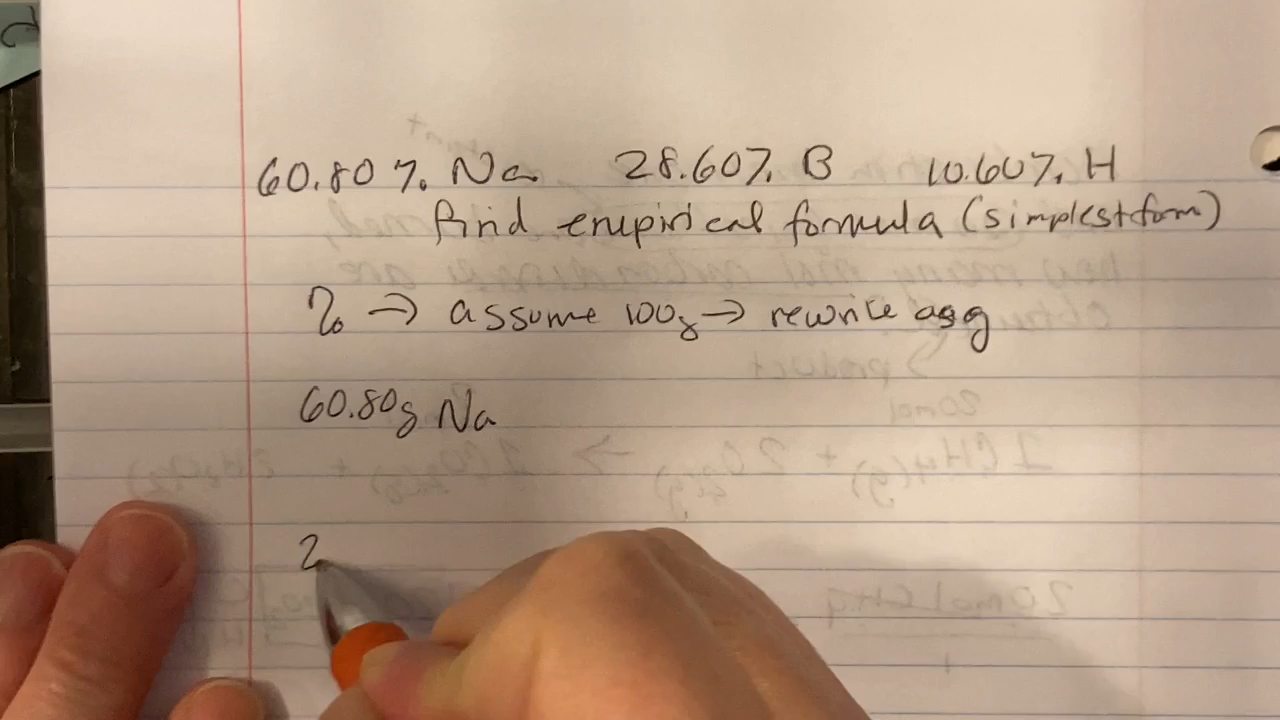 60.80% Na 28.60% B 10.60% H
find empirical formula (simplest form)
% → assume 100g → rewrite as g
60.80g Na
2